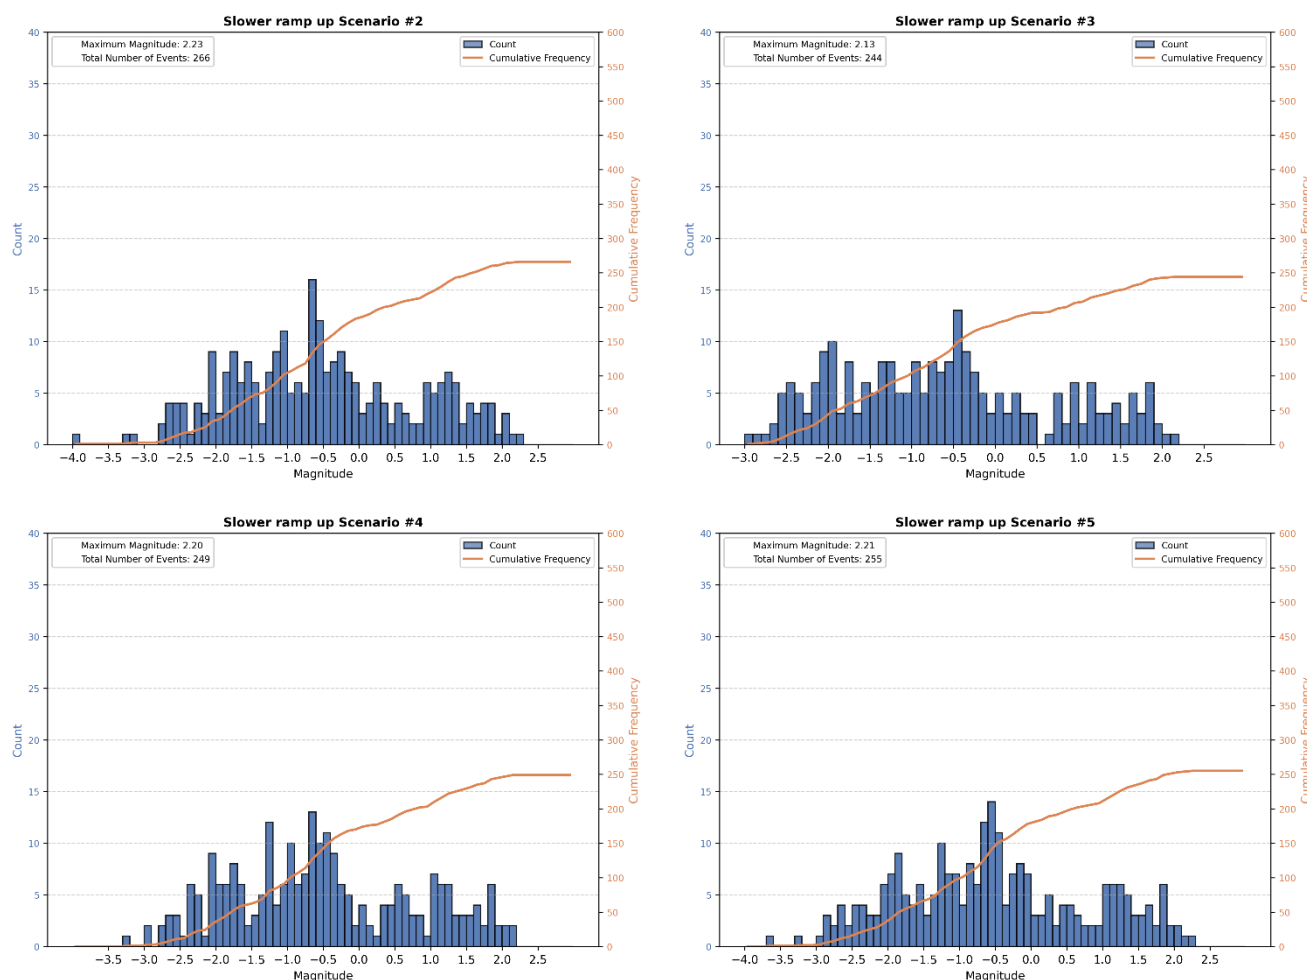 Slower ramp up Scenario #2
Maximum Magnitude: 2.23
Total Number of Events: 266
Count
Cumulative Frequency
40
35
30
25
20
15
10
5
0
Count
600
550
500
450
400
350
300
250
200
150
100
50
0
Cumulative Frequency
−4.0 −3.5 −3.0 −2.5 −2.0 −1.5 −1.0 −0.5 0.0 0.5 1.0 1.5 2.0 2.5
Magnitude
Slower ramp up Scenario #3
Maximum Magnitude: 2.13
Total Number of Events: 244
Count
Cumulative Frequency
40
35
30
25
20
15
10
5
0
Count
600
550
500
450
400
350
300
250
200
150
100
50
0
Cumulative Frequency
−3.0 −2.5 −2.0 −1.5 −1.0 −0.5 0.0 0.5 1.0 1.5 2.0 2.5
Magnitude
Slower ramp up Scenario #4
Maximum Magnitude: 2.20
Total Number of Events: 249
Count
Cumulative Frequency
40
35
30
25
20
15
10
5
0
Count
600
550
500
450
400
350
300
250
200
150
100
50
0
Cumulative Frequency
−3.5 −3.0 −2.5 −2.0 −1.5 −1.0 −0.5 0.0 0.5 1.0 1.5 2.0 2.5
Magnitude
Slower ramp up Scenario #5
Maximum Magnitude: 2.21
Total Number of Events: 255
Count
Cumulative Frequency
40
35
30
25
20
15
10
5
0
Count
600
550
500
450
400
350
300
250
200
150
100
50
0
Cumulative Frequency
−4.0 −3.5 −3.0 −2.5 −2.0 −1.5 −1.0 −0.5 0.0 0.5 1.0 1.5 2.0 2.5
Magnitude